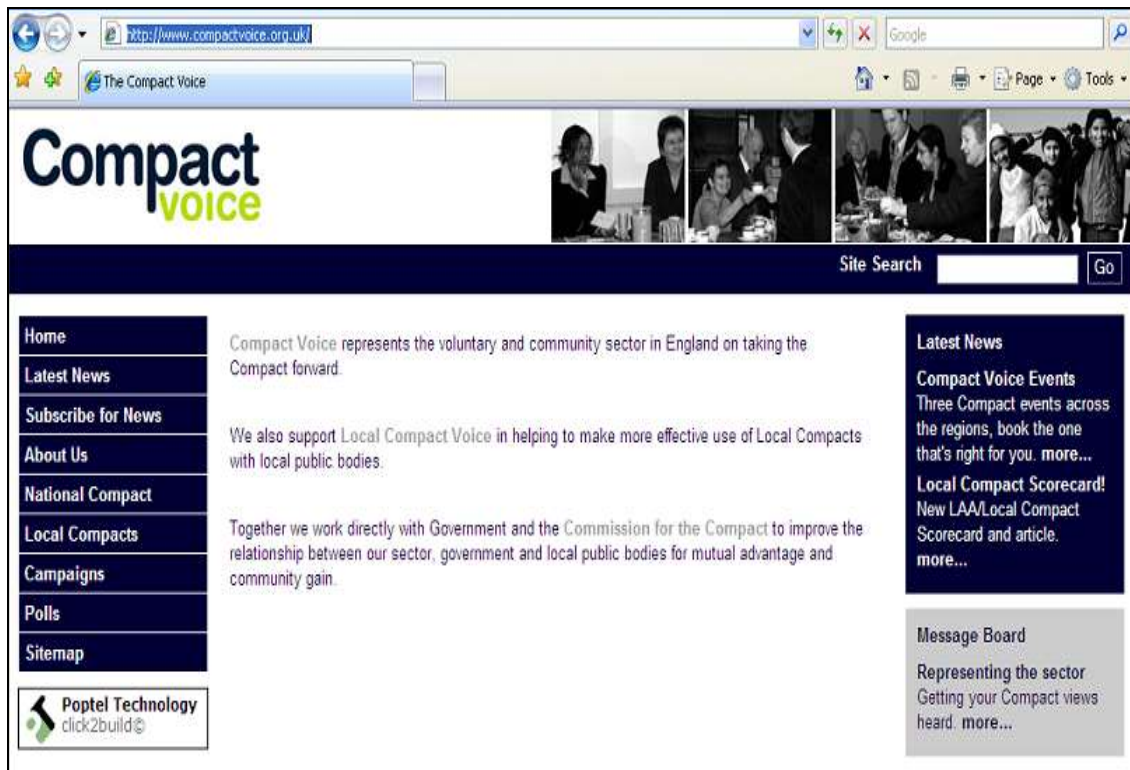 http://www.compactvoice.org.uk/
Google
The Compact Voice
Page
Tools
Compact
voice
Site Search
Go
Home
Latest News
Subscribe for News
About Us
National Compact
Local Compacts
Campaigns
Polls
Sitemap
Poptel Technology
click2build©
Compact Voice represents the voluntary and community sector in England on taking the
Compact forward.
We also support Local Compact Voice in helping to make more effective use of Local Compacts
with local public bodies.
Together we work directly with Government and the Commission for the Compact to improve the
relationship between our sector, government and local public bodies for mutual advantage and
community gain.
Latest News
Compact Voice Events
Three Compact events across
the regions, book the one
that's right for you. more...
Local Compact Scorecard!
New LAA/Local Compact
Scorecard and article.
more...
Message Board
Representing the sector
Getting your Compact views
heard. more...